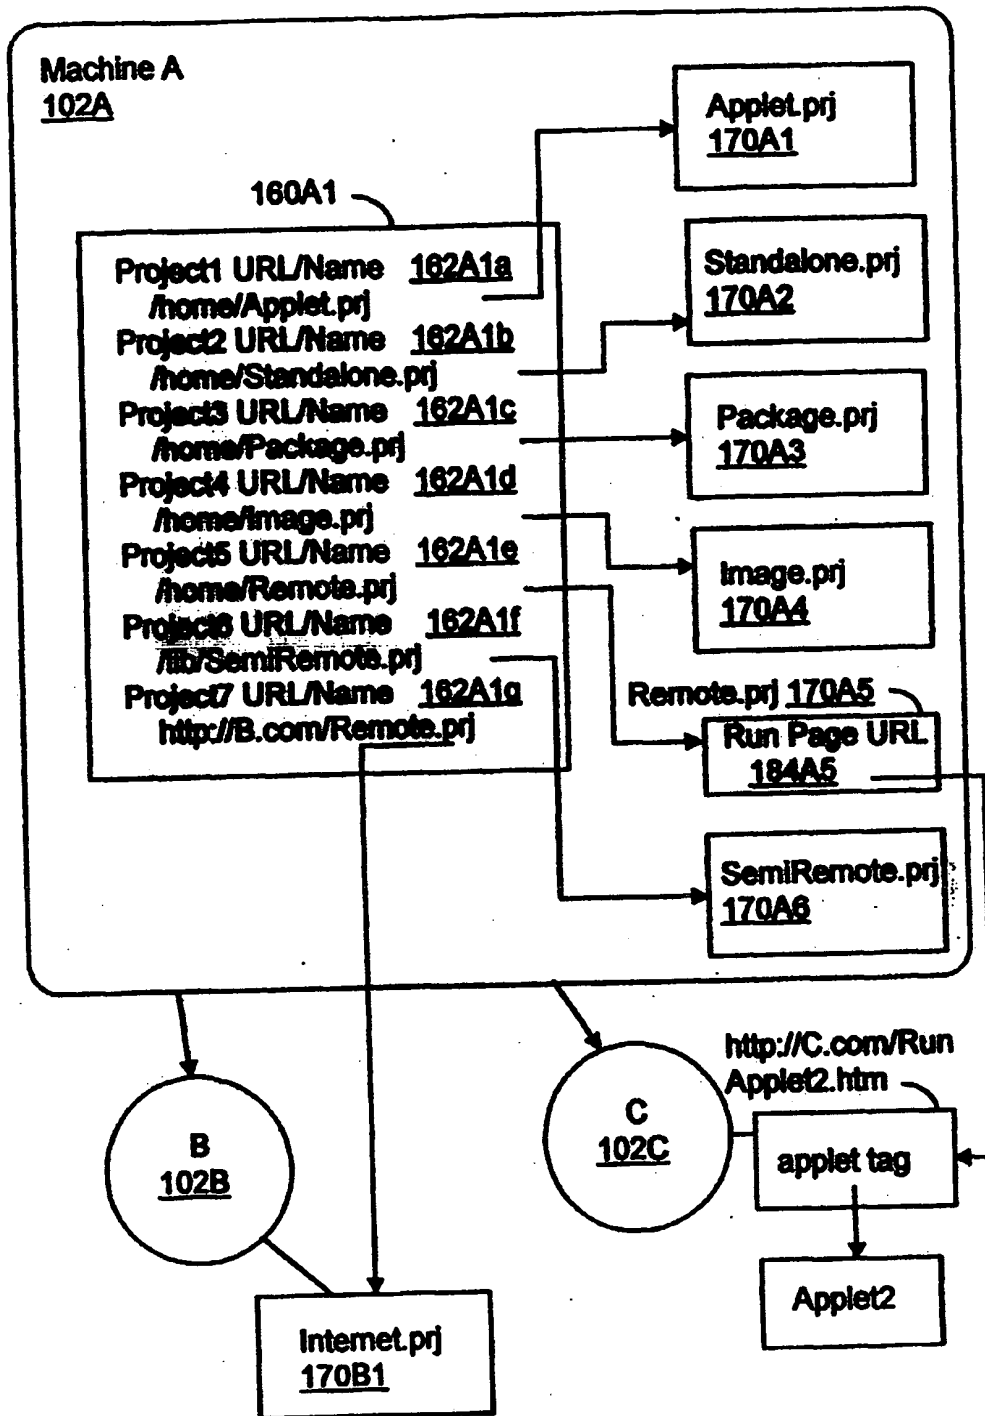 Machine A
102A
160A1
Project1 URL/Name 162A1a
/home/Applet.prj
Project2 URL/Name 162A1b
/home/Standalone.prj
Project3 URL/Name 162A1c
/home/Package.prj
Project4 URL/Name 162A1d
/home/Image.prj
Project5 URL/Name 162A1e
/home/Remote.prj
Project6 URL/Name 162A1f
/lib/SemiRemote.prj
Project7 URL/Name 162A1g
http://B.com/Remote.prj
Applet.prj
170A1
Standalone.prj
170A2
Package.prj
170A3
Image.prj
170A4
Remote.prj 170A5
Run Page URL
184A5
SemiRemote.prj
170A6
B
102B
C
102C
http://C.com/Run
Applet2.htm
applet tag
Applet2
Internet.prj
170B1